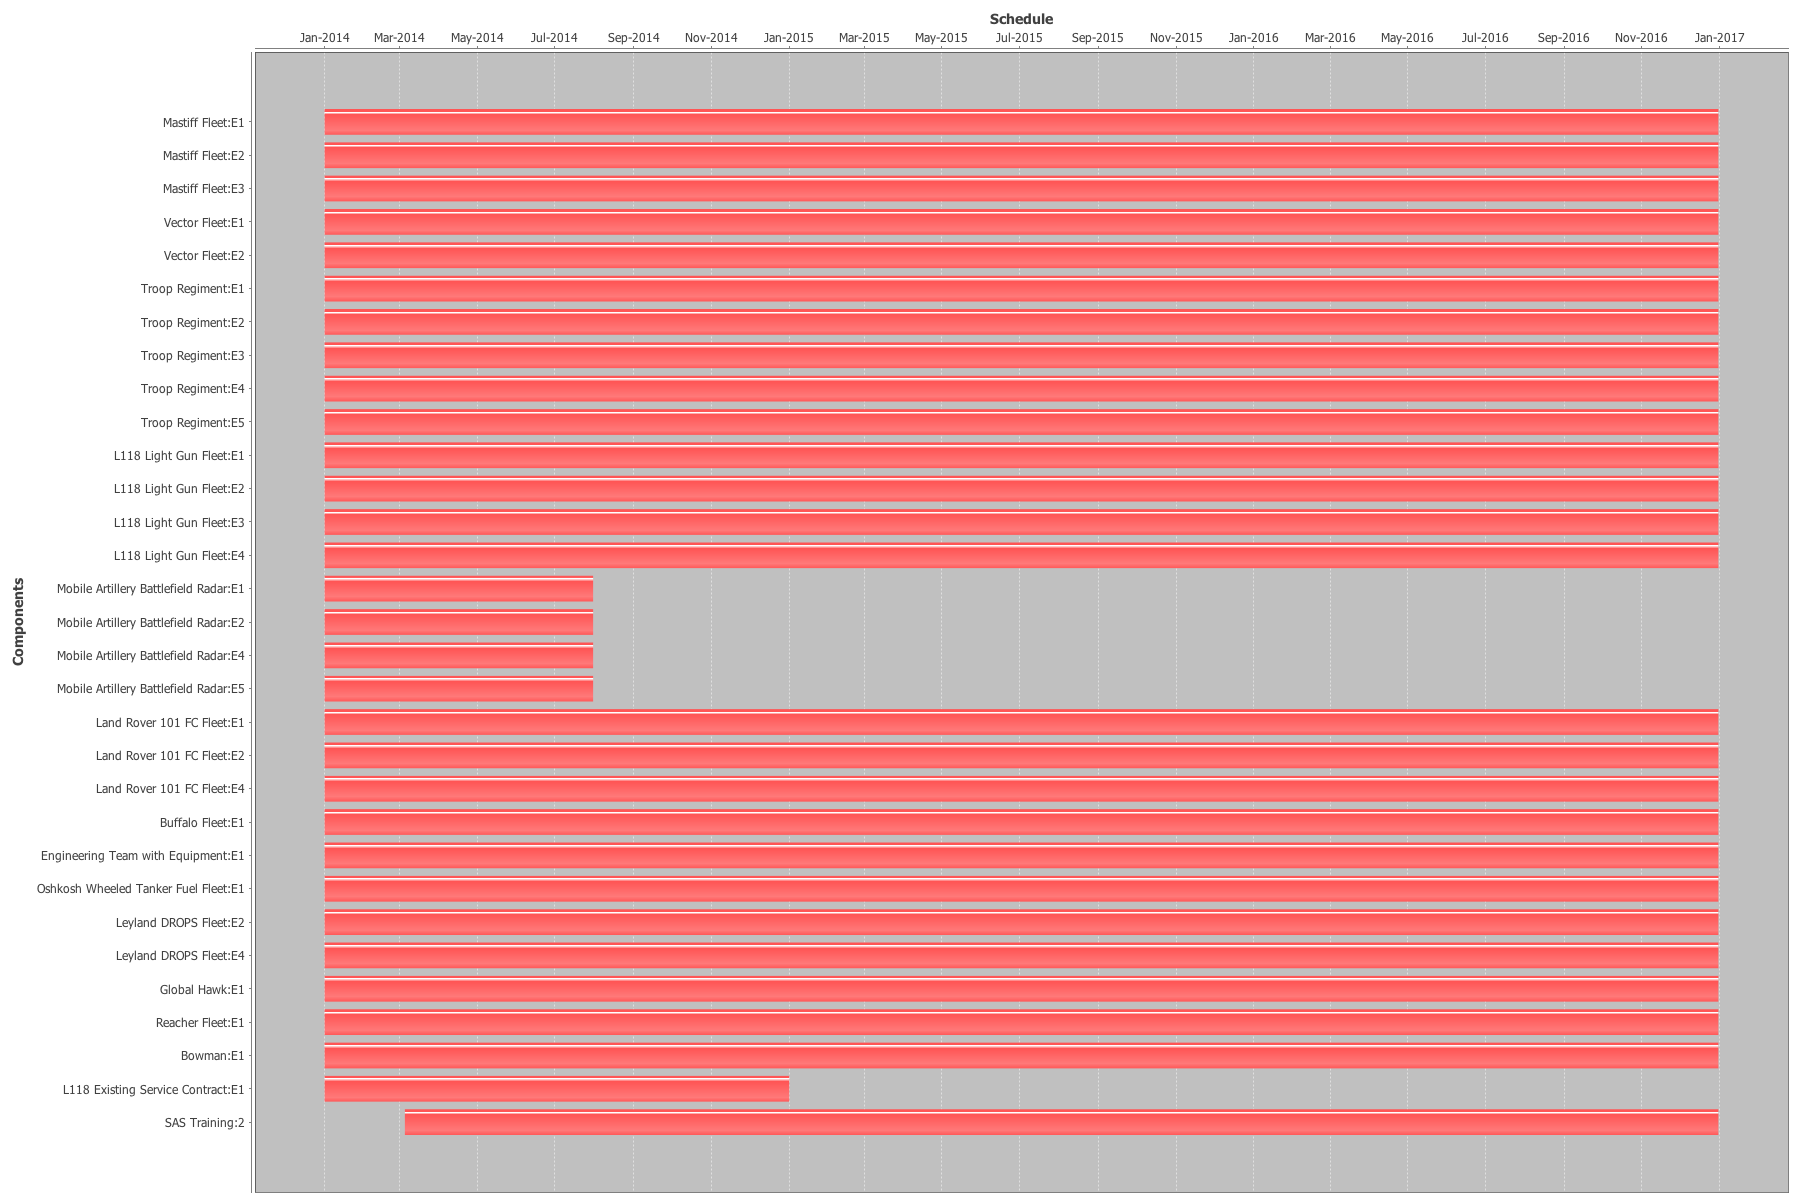 Schedule
Jan-2014 Mar-2014 May-2014 Jul-2014 Sep-2014 Nov-2014 Jan-2015 Mar-2015 May-2015 Jul-2015 Sep-2015 Nov-2015 Jan-2016 Mar-2016 May-2016 Jul-2016 Sep-2016 Nov-2016 Jan-2017
Components
Mastiff Fleet:E1
Mastiff Fleet:E2
Mastiff Fleet:E3
Vector Fleet:E1
Vector Fleet:E2
Troop Regiment:E1
Troop Regiment:E2
Troop Regiment:E3
Troop Regiment:E4
Troop Regiment:E5
L118 Light Gun Fleet:E1
L118 Light Gun Fleet:E2
L118 Light Gun Fleet:E3
L118 Light Gun Fleet:E4
Mobile Artillery Battlefield Radar:E1
Mobile Artillery Battlefield Radar:E2
Mobile Artillery Battlefield Radar:E4
Mobile Artillery Battlefield Radar:E5
Land Rover 101 FC Fleet:E1
Land Rover 101 FC Fleet:E2
Land Rover 101 FC Fleet:E4
Buffalo Fleet:E1
Engineering Team with Equipment:E1
Oshkosh Wheeled Tanker Fuel Fleet:E1
Leyland DROPS Fleet:E2
Leyland DROPS Fleet:E4
Global Hawk:E1
Reacher Fleet:E1
Bowman:E1
L118 Existing Service Contract:E1
SAS Training:2